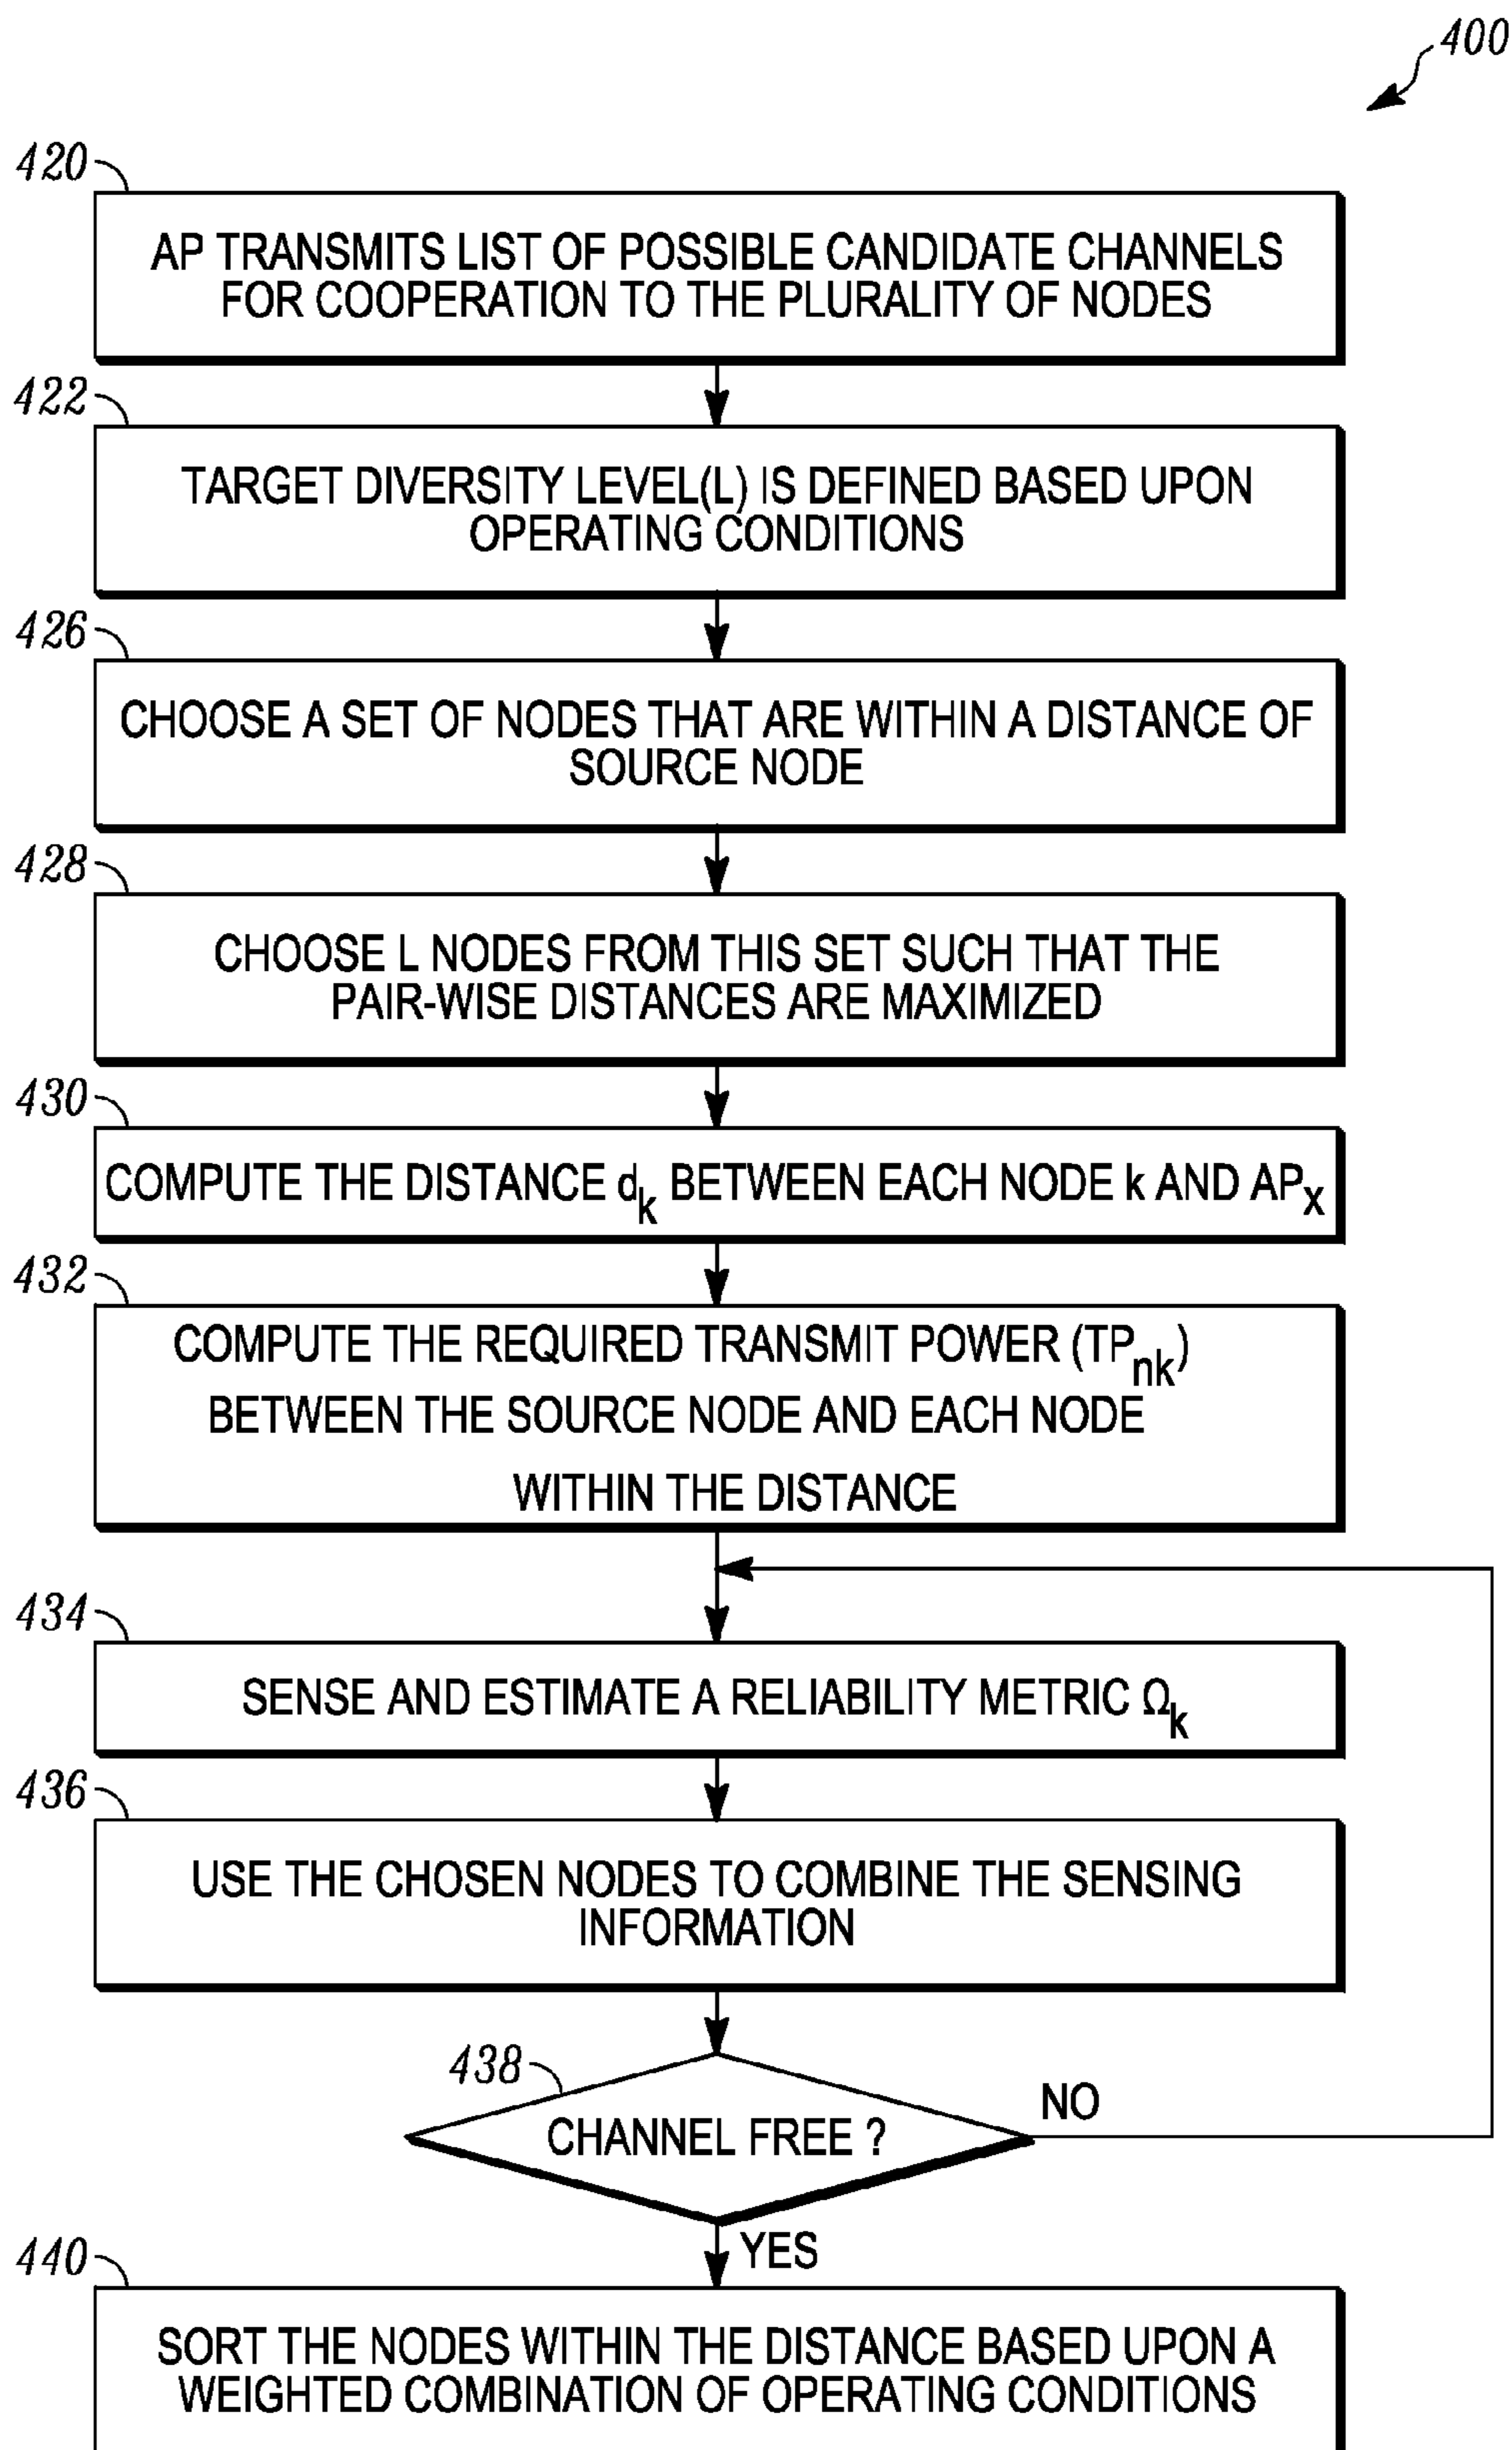 400
420
AP TRANSMITS LIST OF POSSIBLE CANDIDATE CHANNELS
FOR COOPERATION TO THE PLURALITY OF NODES
422
TARGET DIVERSITY LEVEL(L) IS DEFINED BASED UPON
OPERATING CONDITIONS
426
CHOOSE A SET OF NODES THAT ARE WITHIN A DISTANCE OF
SOURCE NODE
428
CHOOSE L NODES FROM THIS SET SUCH THAT THE
PAIR-WISE DISTANCES ARE MAXIMIZED
430
COMPUTE THE DISTANCE dk BETWEEN EACH NODE k AND APX
432
COMPUTE THE REQUIRED TRANSMIT POWER (TPnk)
BETWEEN THE SOURCE NODE AND EACH NODE
WITHIN THE DISTANCE
434
SENSE AND ESTIMATE A RELIABILITY METRIC Ωk
436
USE THE CHOSEN NODES TO COMBINE THE SENSING
INFORMATION
438
CHANNEL FREE ?
NO
YES
440
SORT THE NODES WITHIN THE DISTANCE BASED UPON A
WEIGHTED COMBINATION OF OPERATING CONDITIONS